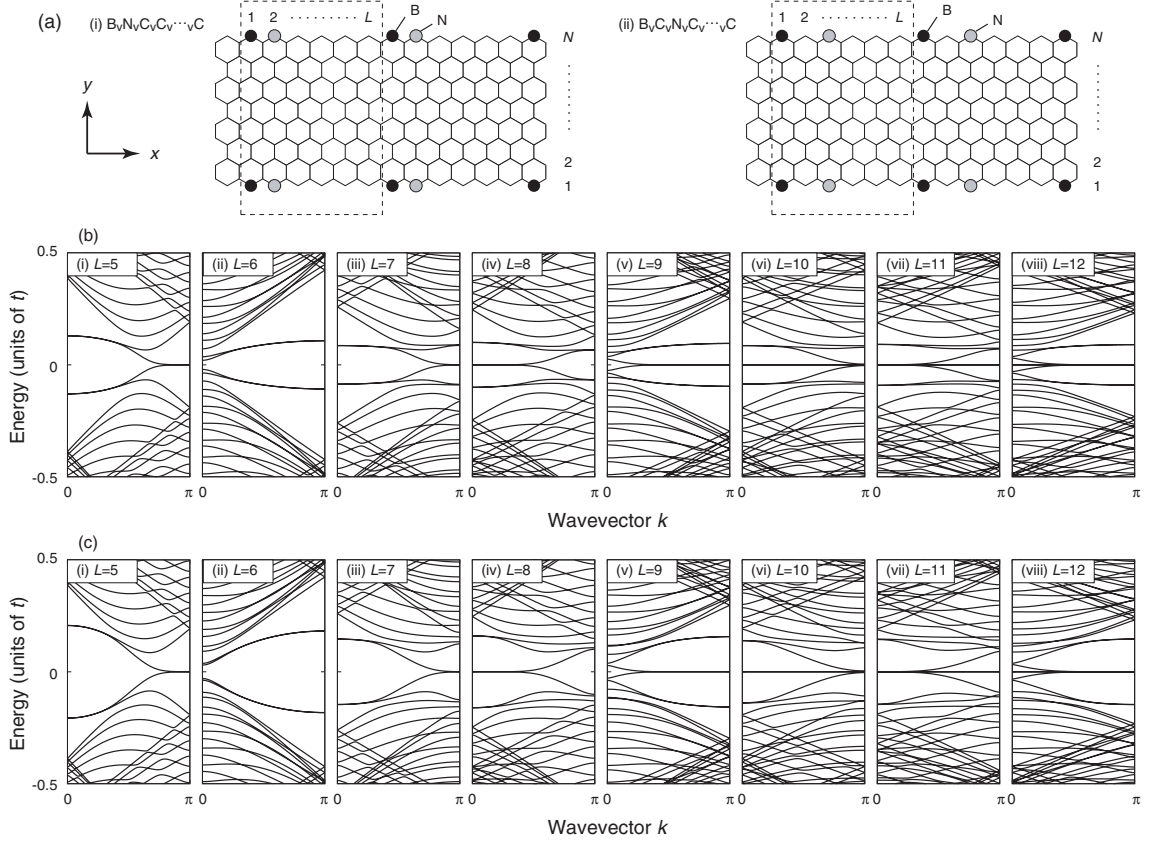 (a)
(i) BᵥNᵥCᵥCᵥ···ᵥC
1 2 ········· L
B
N
N
2
1
y
x
(ii) BᵥCᵥNᵥCᵥ···ᵥC
1 2 ········· L
B
N
N
2
1
(b)
Energy (units of t)
0.5
0
-0.5
(i) L=5
(ii) L=6
(iii) L=7
(iv) L=8
(v) L=9
(vi) L=10
(vii) L=11
(viii) L=12
0 π 0 π 0 π 0 π 0 π 0 π 0 π 0 π
Wavevector k
(c)
Energy (units of t)
0.5
0
-0.5
(i) L=5
(ii) L=6
(iii) L=7
(iv) L=8
(v) L=9
(vi) L=10
(vii) L=11
(viii) L=12
0 π 0 π 0 π 0 π 0 π 0 π 0 π 0 π
Wavevector k